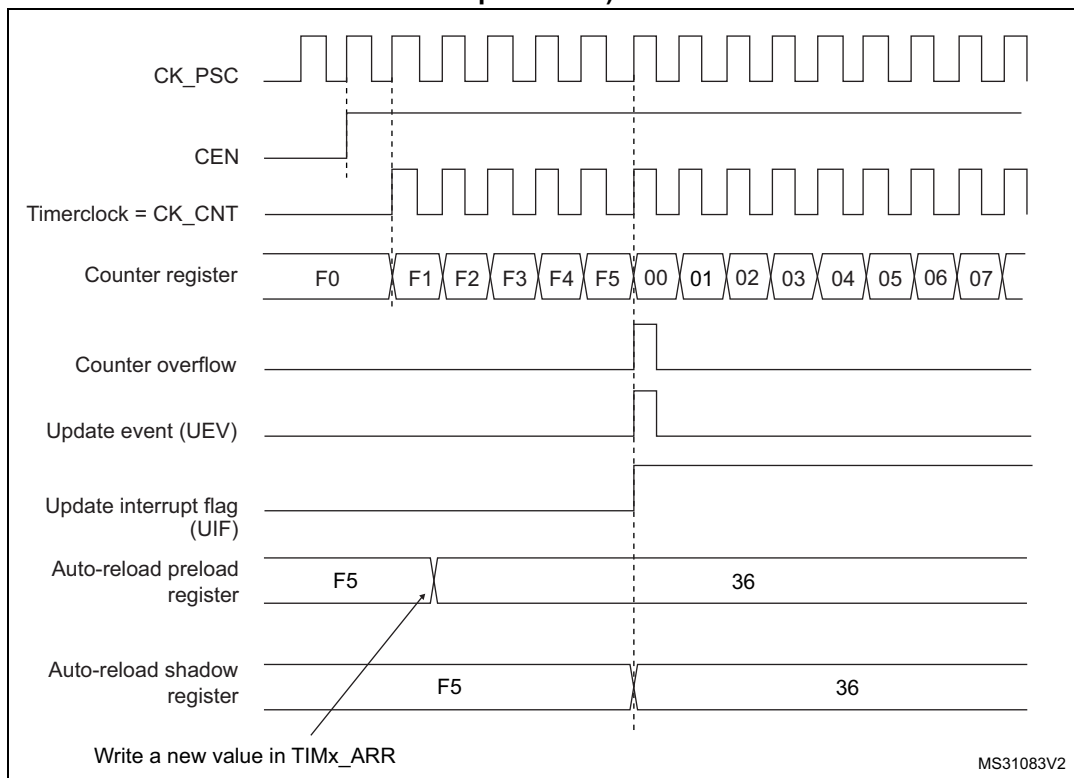 CK_PSC
CEN
Timerclock = CK_CNT
Counter register F0 F1 F2 F3 F4 F5 00 01 02 03 04 05 06 07
Counter overflow
Update event (UEV)
Update interrupt flag
(UIF)
Auto-reload preload
register
F5 36
Auto-reload shadow
register
F5 36
Write a new value in TIMx_ARR
MS31083V2